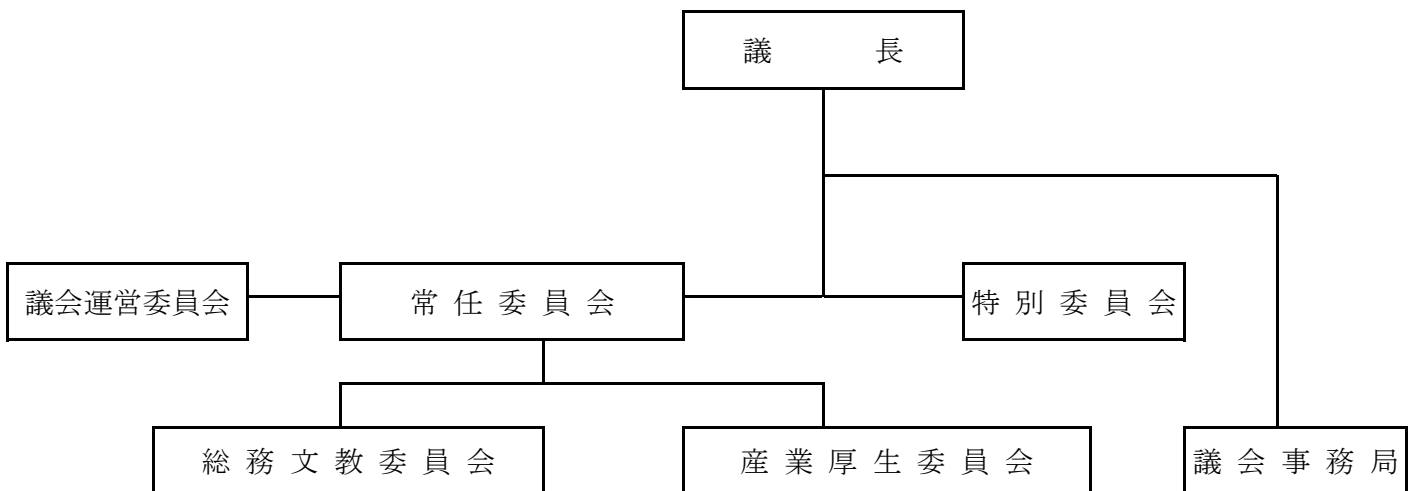 議長
議会運営委員会
常任委員会
特別委員会
総務文教委員会
産業厚生委員会
議会事務局